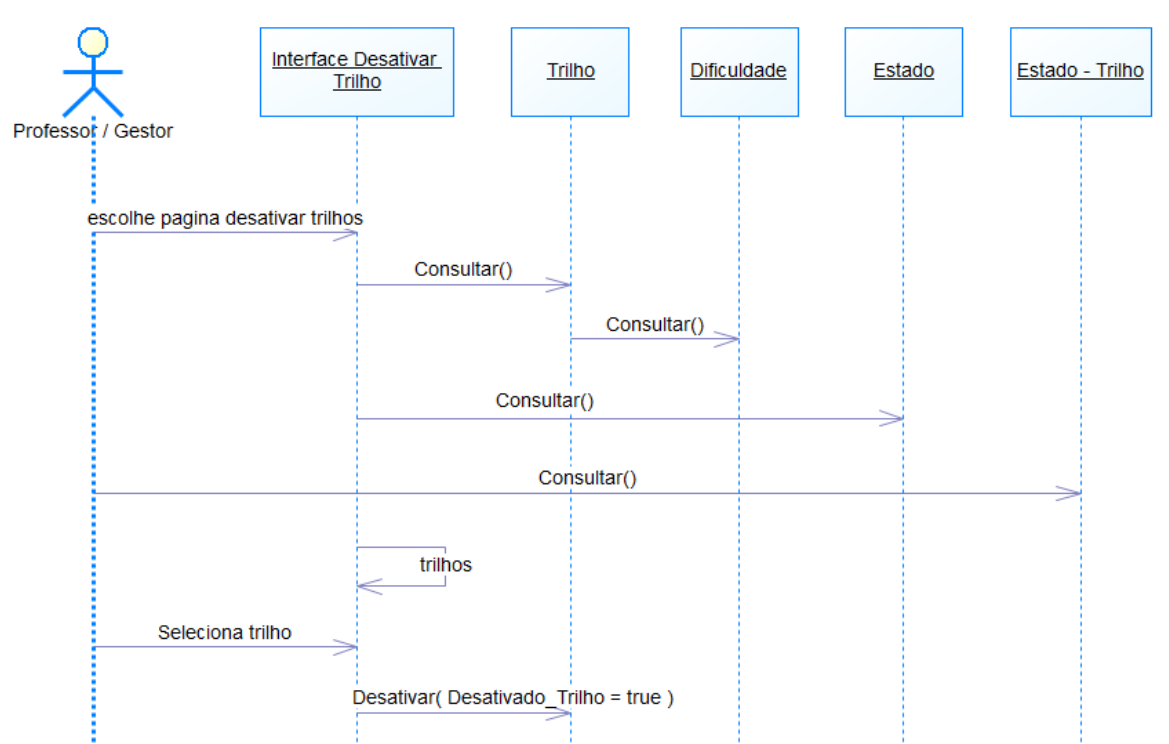 Interface Desativar
Trilho
Trilho
Dificuldade
Estado
Estado - Trilho
Professor / Gestor
escolhe pagina desativar trilhos
Consultar()
Consultar()
Consultar()
Consultar()
trilhos
Seleciona trilho
Desativar( Desativado_Trilho = true )